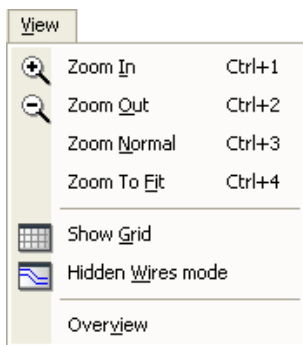 View
Zoom In Ctrl+1
Zoom Out Ctrl+2
Zoom Normal Ctrl+3
Zoom To Fit Ctrl+4
Show Grid
Hidden Wires mode
Overview